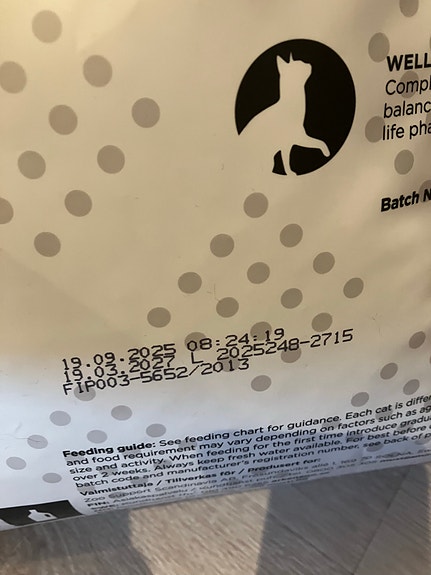 WELL
Compl
balanc
life pha
Batch N
19.09.2025 08:24:19
19.03.2027 L 2025248-2715
FIP003-5652/2013
Feeding guide: See feeding chart for guidance. Each cat is differ
and food requirement may vary depending on factors such as ag
size and activity. When feeding for the first time introduce gradu
over 2 weeks. Always keep fresh water available. For best before
batch code and manufacturer's registration number, see back of p
Valmistuttaja / Tillverkas för / Produsert for:
Zoo Support Scandinavia
FIN: